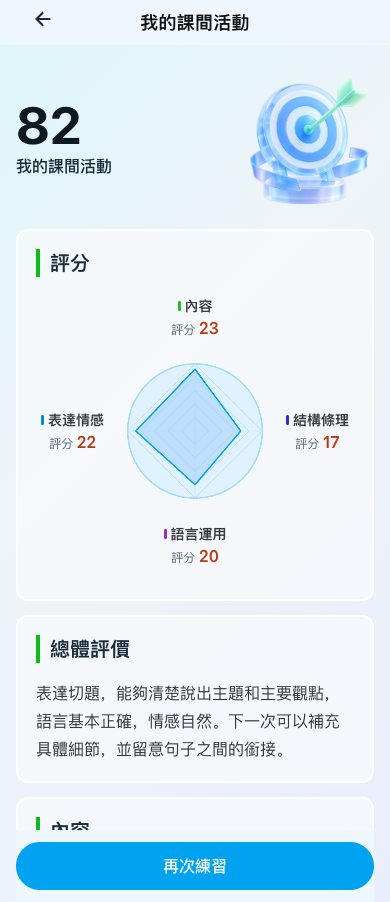 我的課間活動
82
我的課間活動
評分
內容
評分 23
表達情感
評分 22
結構條理
評分 17
語言運用
評分 20
總體評價
表達切題，能夠清楚說出主題和主要觀點，
語言基本正確，情感自然。下一次可以補充
具體細節，並留意句子之間的銜接。
內容
再次練習